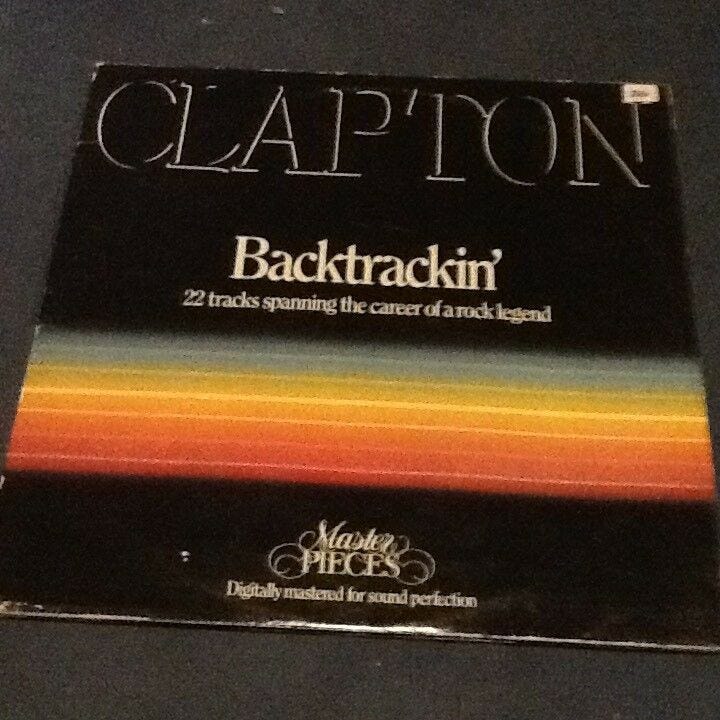 CLAPTON
Backtrackin'
22 tracks spanning the career of a rock legend
Master
PIECES
Digitally mastered for sound perfection